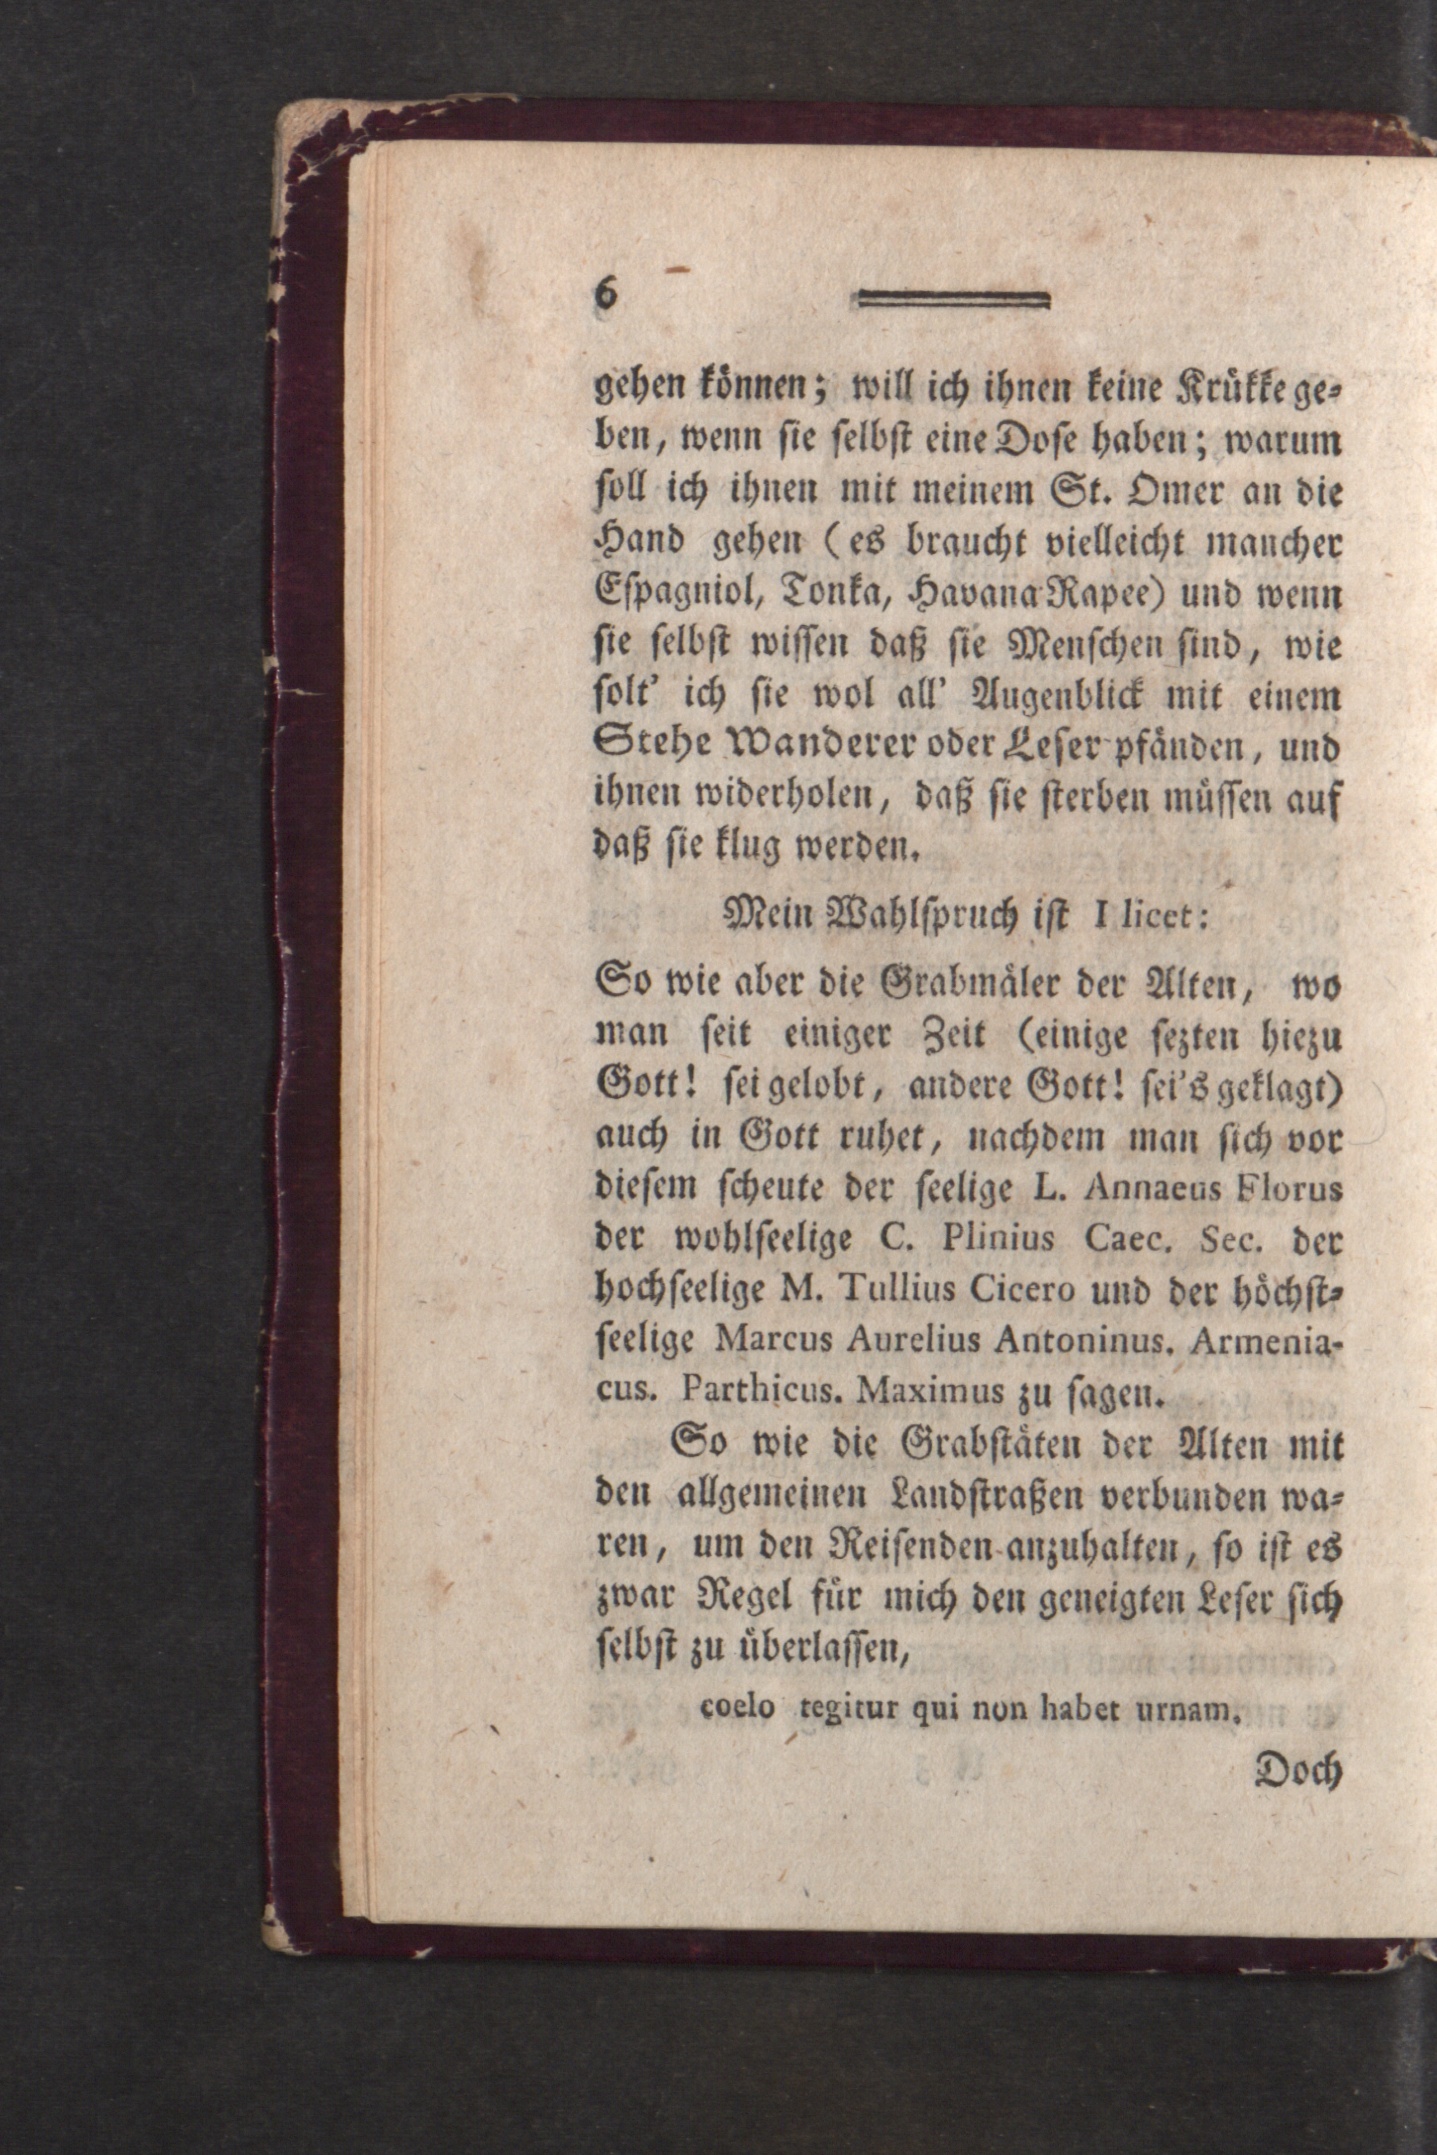 6
gehen können; will ich ihnen keine Krükke ge-
ben, wenn sie selbst eine Dose haben; warum
soll ich ihnen mit meinem St. Omer an die
Hand gehen (es braucht vielleicht mancher
Espagniol, Tonka, Havana Rapee) und wenn
sie selbst wissen daß sie Menschen sind, wie
solt' ich sie wol all' Augenblick mit einem
Stehe Wanderer oder Leser pfänden, und
ihnen widerholen, daß sie sterben müssen auf
daß sie klug werden.
Mein Wahlspruch ist I licet:
So wie aber die Grabmäler der Alten, wo
man seit einiger Zeit (einige sezten hiezu
Gott! sei gelobt, andere Gott! sei's geklagt)
auch in Gott ruhet, nachdem man sich vor
diesem scheute der seelige L. Annaeus Florus
der wohlseelige C. Plinius Caec. Sec. der
hochseelige M. Tullius Cicero und der höchst-
seelige Marcus Aurelius Antoninus. Armenia-
cus. Parthicus. Maximus zu sagen.
So wie die Grabstäten der Alten mit
den allgemeinen Landstraßen verbunden wa-
ren, um den Reisenden anzuhalten, so ist es
zwar Regel für mich den geneigten Leser sich
selbst zu überlassen,
coelo tegitur qui non habet urnam.
Doch